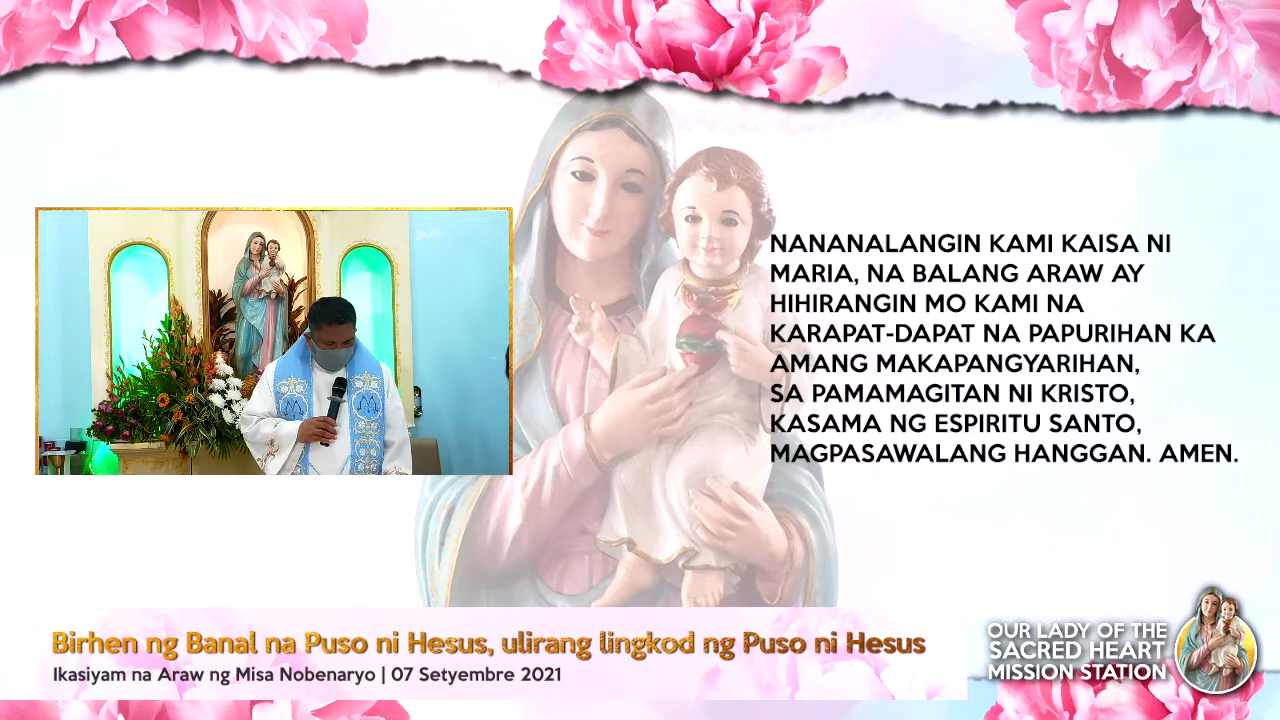 NANANALANGIN KAMI KAISA NI
MARIA, NA BALANG ARAW AY
HIHIRANGIN MO KAMI NA
KARAPAT-DAPAT NA PAPURIHAN KA
AMANG MAKAPANGYARIHAN,
SA PAMAMAGITAN NI KRISTO,
KASAMA NG ESPIRITU SANTO,
MAGPASAWALANG HANGGAN. AMEN.
Birhen ng Banal na Puso ni Hesus, ulirang lingkod ng Puso ni Hesus
Ikasiyam na Araw ng Misa Nobenaryo | 07 Setyembre 2021
OUR LADY OF THE
SACRED HEART
MISSION STATION